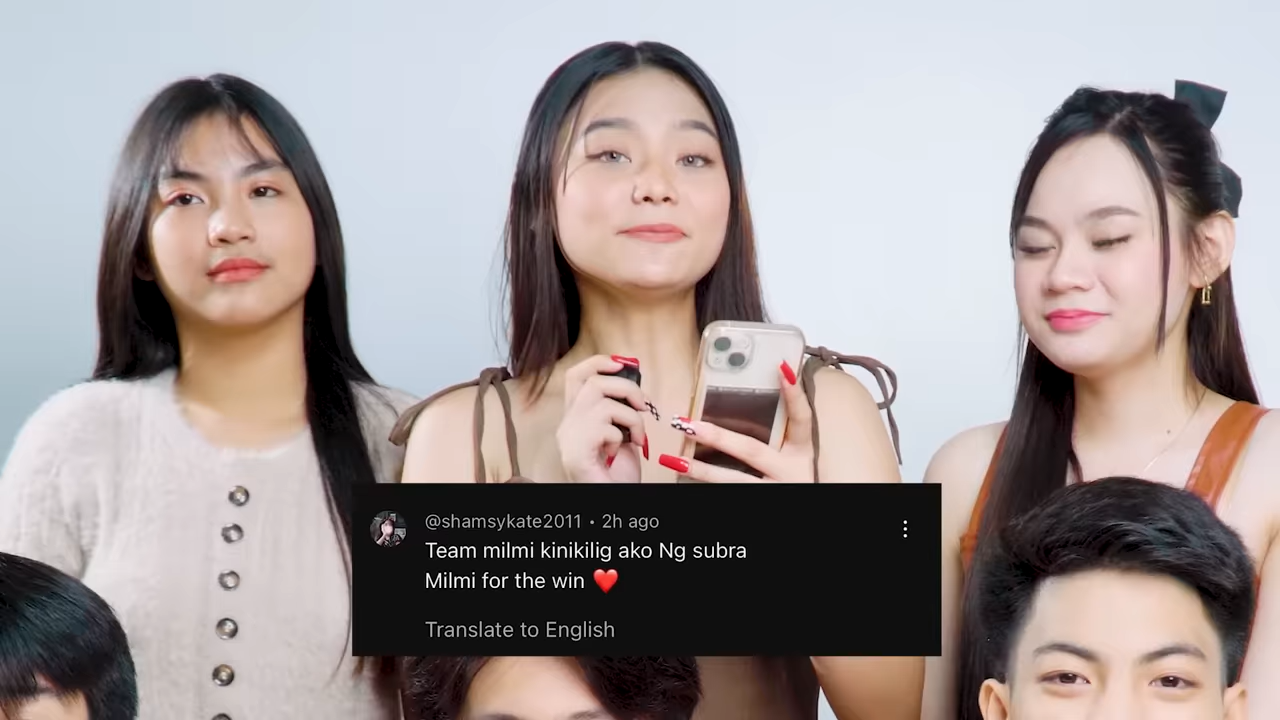 @shamsykate2011 • 2h ago
Team milmi kinikilig ako Ng subra
Milmi for the win ❤️
Translate to English